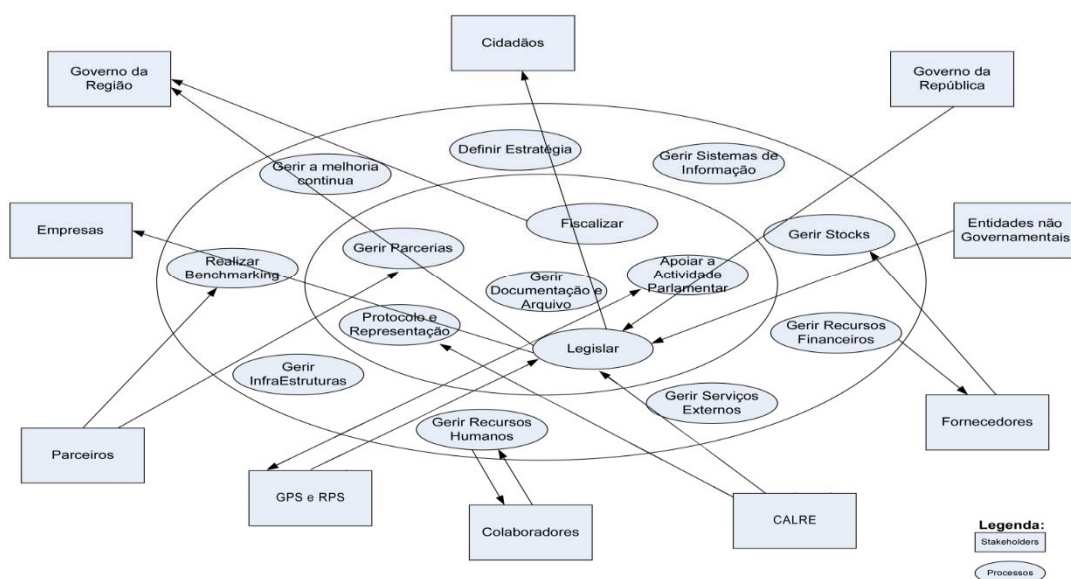 Cidadãos
Governo da
Região
Governo da
República
Definir Estratégia
Gerir Sistemas de
Informação
Gerir a melhoria
continua
Empresas
Fiscalizar
Gerir Stocks
Entidades não
Governamentais
Gerir Parcerias
Realizar
Benchmarking
Apoiar a
Actividade
Parlamentar
Gerir
Documentação e
Arquivo
Protocolo e
Representação
Gerir Recursos
Financeiros
Legislar
Gerir
InfraEstruturas
Gerir Serviços
Externos
Gerir Recursos
Humanos
Fornecedores
Parceiros
GPS e RPS
Colaboradores
CALRE
Legenda:
Stakeholders
Processos